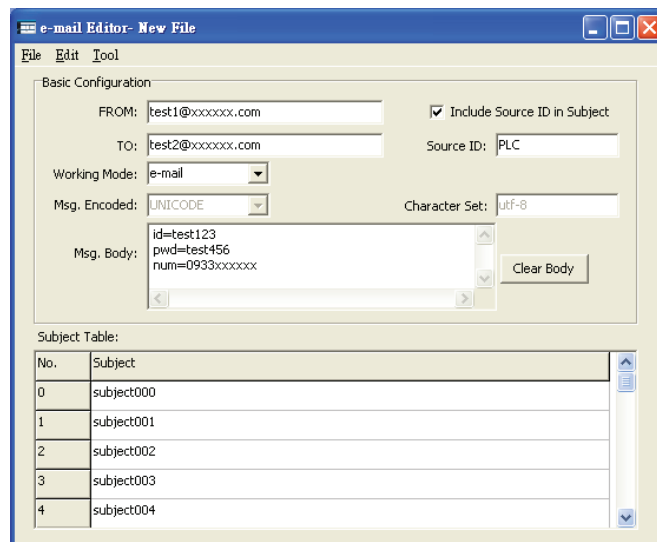 e-mail Editor- New File
File Edit Tool
Basic Configuration
FROM: test1@xxxxxx.com Include Source ID in Subject
TO: test2@xxxxxx.com Source ID: PLC
Working Mode: e-mail
Msg. Encoded: UNICODE Character Set: utf-8
Msg. Body: id=test123
pwd=test456
num=0933xxxxxx
Clear Body
Subject Table:
No. Subject
0 subject000
1 subject001
2 subject002
3 subject003
4 subject004